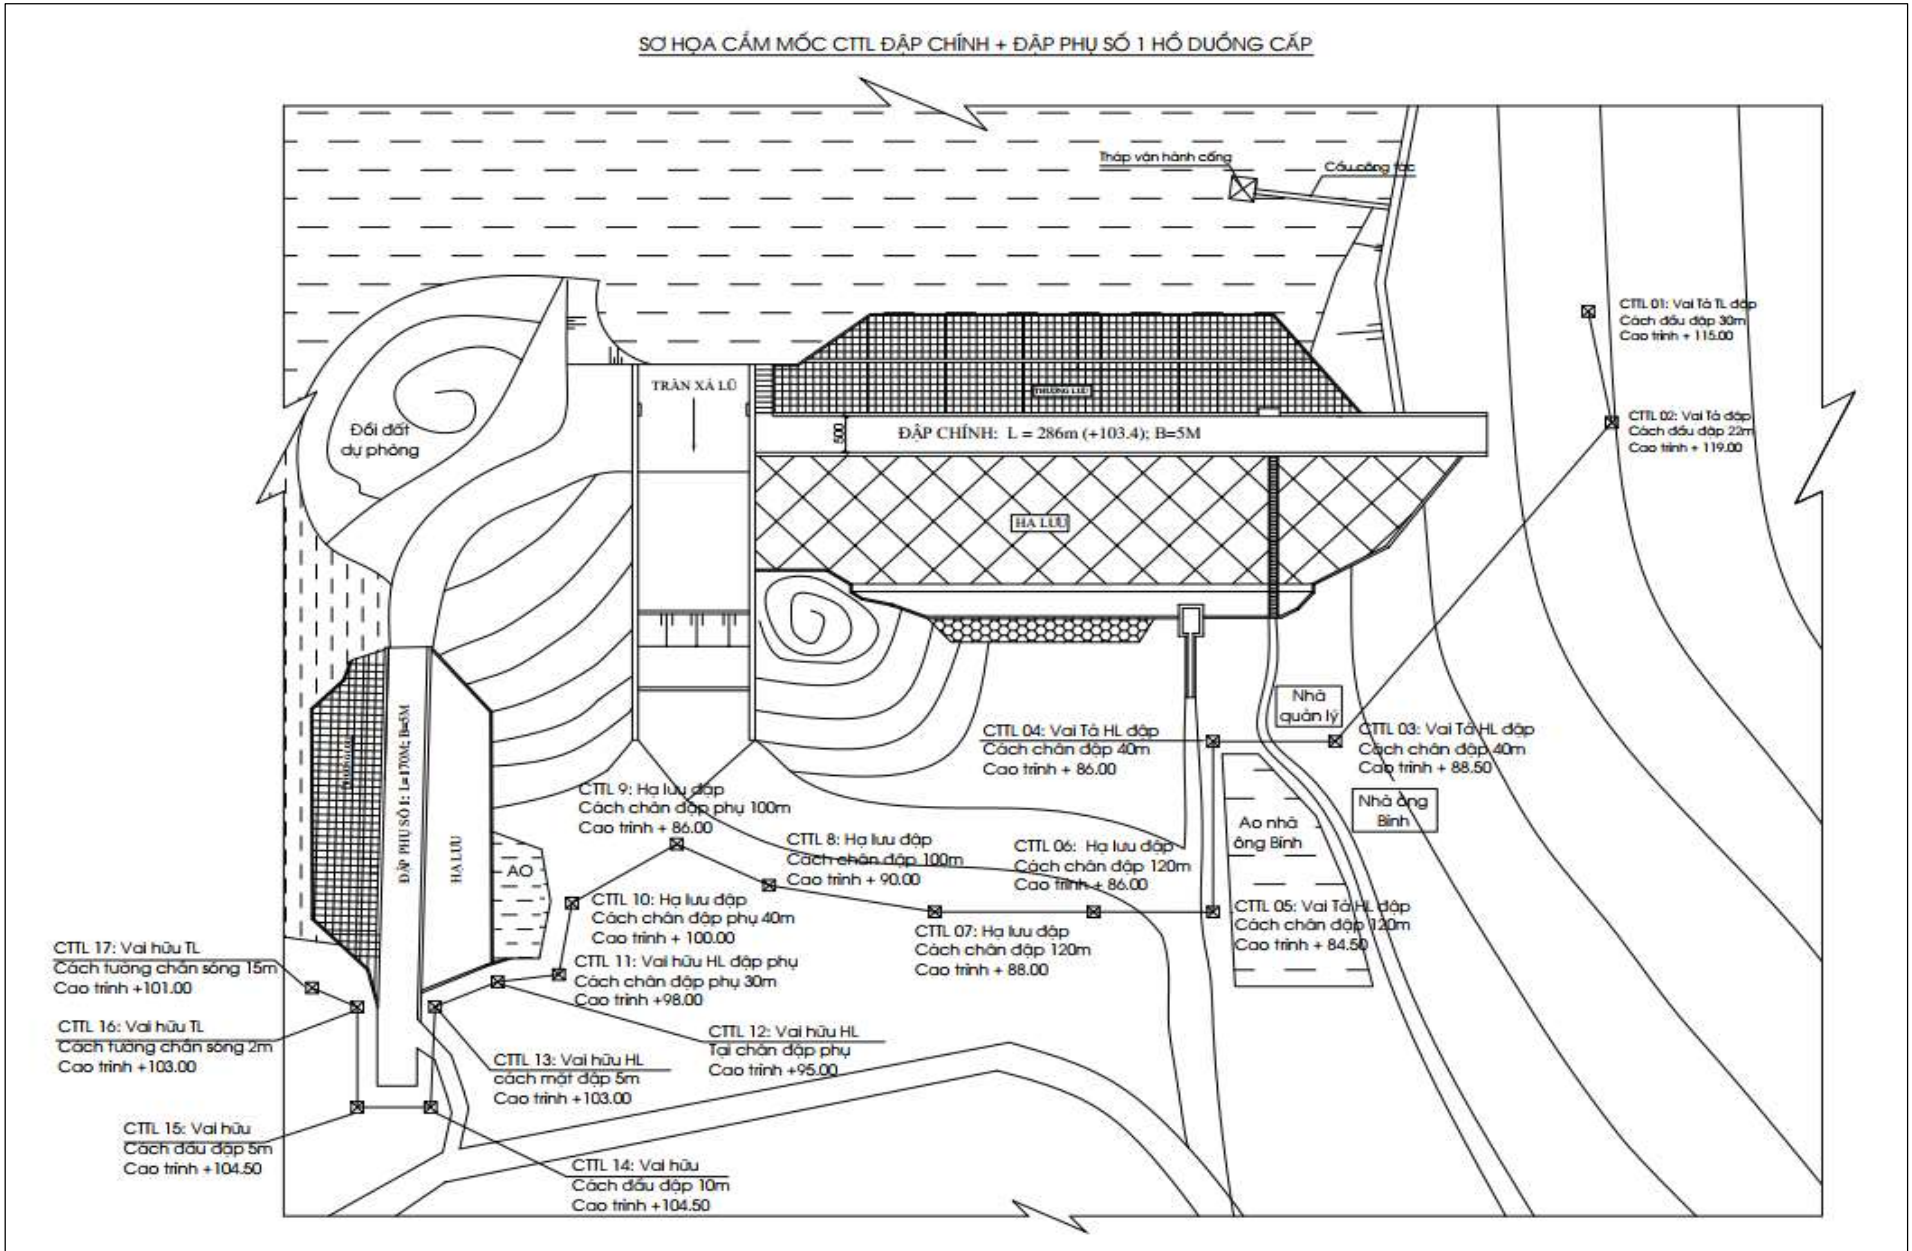 SƠ HỌA CẮM MỐC CTTL ĐẬP CHÍNH + ĐẬP PHỤ SỐ 1 HỒ DUỒNG CẤP
Tháp vận hành cống
Cầu công tác
CTTL 01: Vai Tả TL đập
Cách đầu đập 30m
Cao trình + 115.00
TRÀN XẢ LŨ
THƯỢNG LƯU
CTTL 02: Vai Tả đập
Cách đầu đập 22m
Cao trình + 119.00
500
ĐẬP CHÍNH: L = 286m (+103.4); B=5M
Đồi đất
dự phòng
HẠ LƯU
Nhà
quản lý
CTTL 04: Vai Tả HL đập
Cách chân đập 40m
Cao trình + 86.00
CTTL 03: Vai Tả HL đập
Cách chân đập 40m
Cao trình + 88.50
ĐẬP PHỤ SỐ 1: L=170M; B=5M
HẠ LƯU
CTTL 9: Hạ lưu đập
Cách chân đập phụ 100m
Cao trình + 86.00
Nhà ông
Bình
Ao nhà
ông Bình
CTTL 8: Hạ lưu đập
Cách chân đập 100m
Cao trình + 90.00
CTTL 06: Hạ lưu đập
Cách chân đập 120m
Cao trình + 86.00
AO
CTTL 10: Hạ lưu đập
Cách chân đập phụ 40m
Cao trình + 100.00
CTTL 05: Vai Tả HL đập
Cách chân đập 120m
Cao trình + 84.50
CTTL 07: Hạ lưu đập
Cách chân đập 120m
Cao trình + 88.00
CTTL 17: Vai hữu TL
Cách tường chắn sóng 15m
Cao trình +101.00
CTTL 11: Vai hữu HL đập phụ
Cách chân đập phụ 30m
Cao trình +98.00
CTTL 16: Vai hữu TL
Cách tường chắn sóng 2m
Cao trình +103.00
CTTL 12: Vai hữu HL
Tại chân đập phụ
Cao trình +95.00
CTTL 13: Vai hữu HL
cách mặt đập 5m
Cao trình +103.00
CTTL 15: Vai hữu
Cách đầu đập 5m
Cao trình +104.50
CTTL 14: Vai hữu
Cách đầu đập 10m
Cao trình +104.50